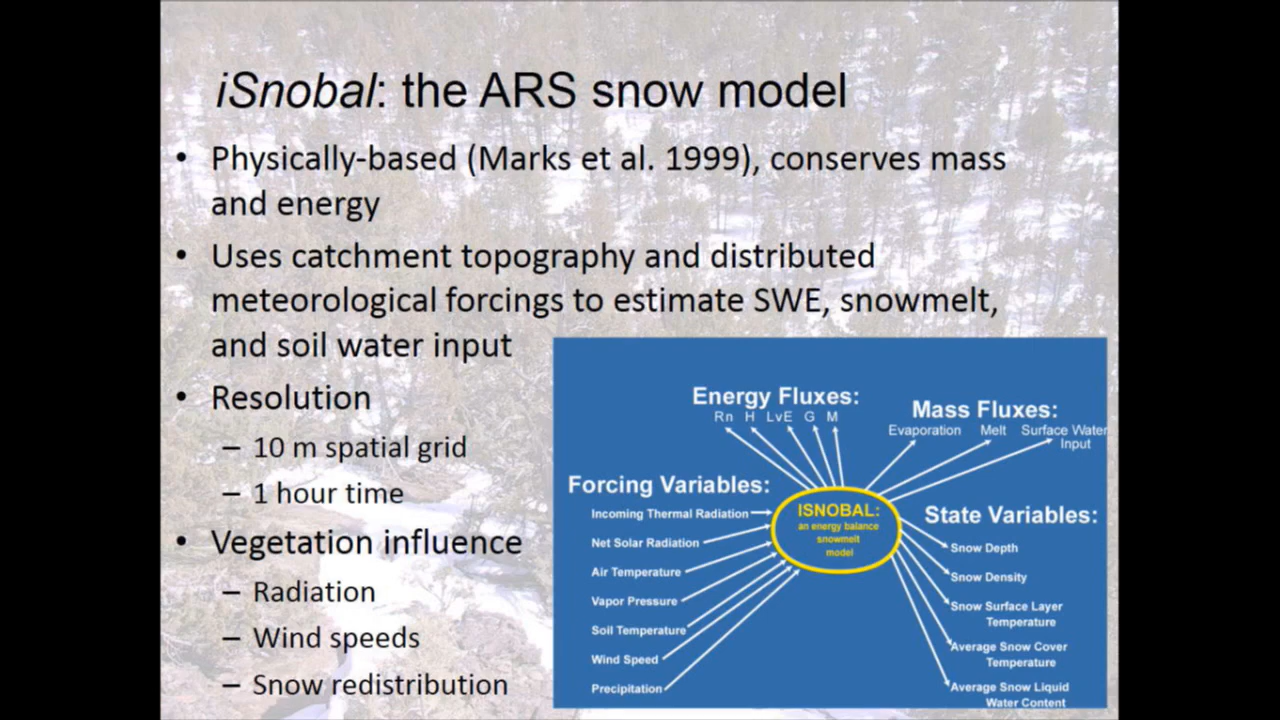 iSnobal: the ARS snow model
• Physically-based (Marks et al. 1999), conserves mass
and energy
• Uses catchment topography and distributed
meteorological forcings to estimate SWE, snowmelt,
and soil water input
• Resolution
– 10 m spatial grid
– 1 hour time
• Vegetation influence
– Radiation
– Wind speeds
– Snow redistribution
Energy Fluxes:
Rn H LvE G M
Mass Fluxes:
Evaporation Melt Surface Water
Input
Forcing Variables:
Incoming Thermal Radiation
Net Solar Radiation
Air Temperature
Vapor Pressure
Soil Temperature
Wind Speed
Precipitation
ISNOBAL:
an energy balance
snowmelt
model
State Variables:
Snow Depth
Snow Density
Snow Surface Layer
Temperature
Average Snow Cover
Temperature
Average Snow Liquid
Water Content